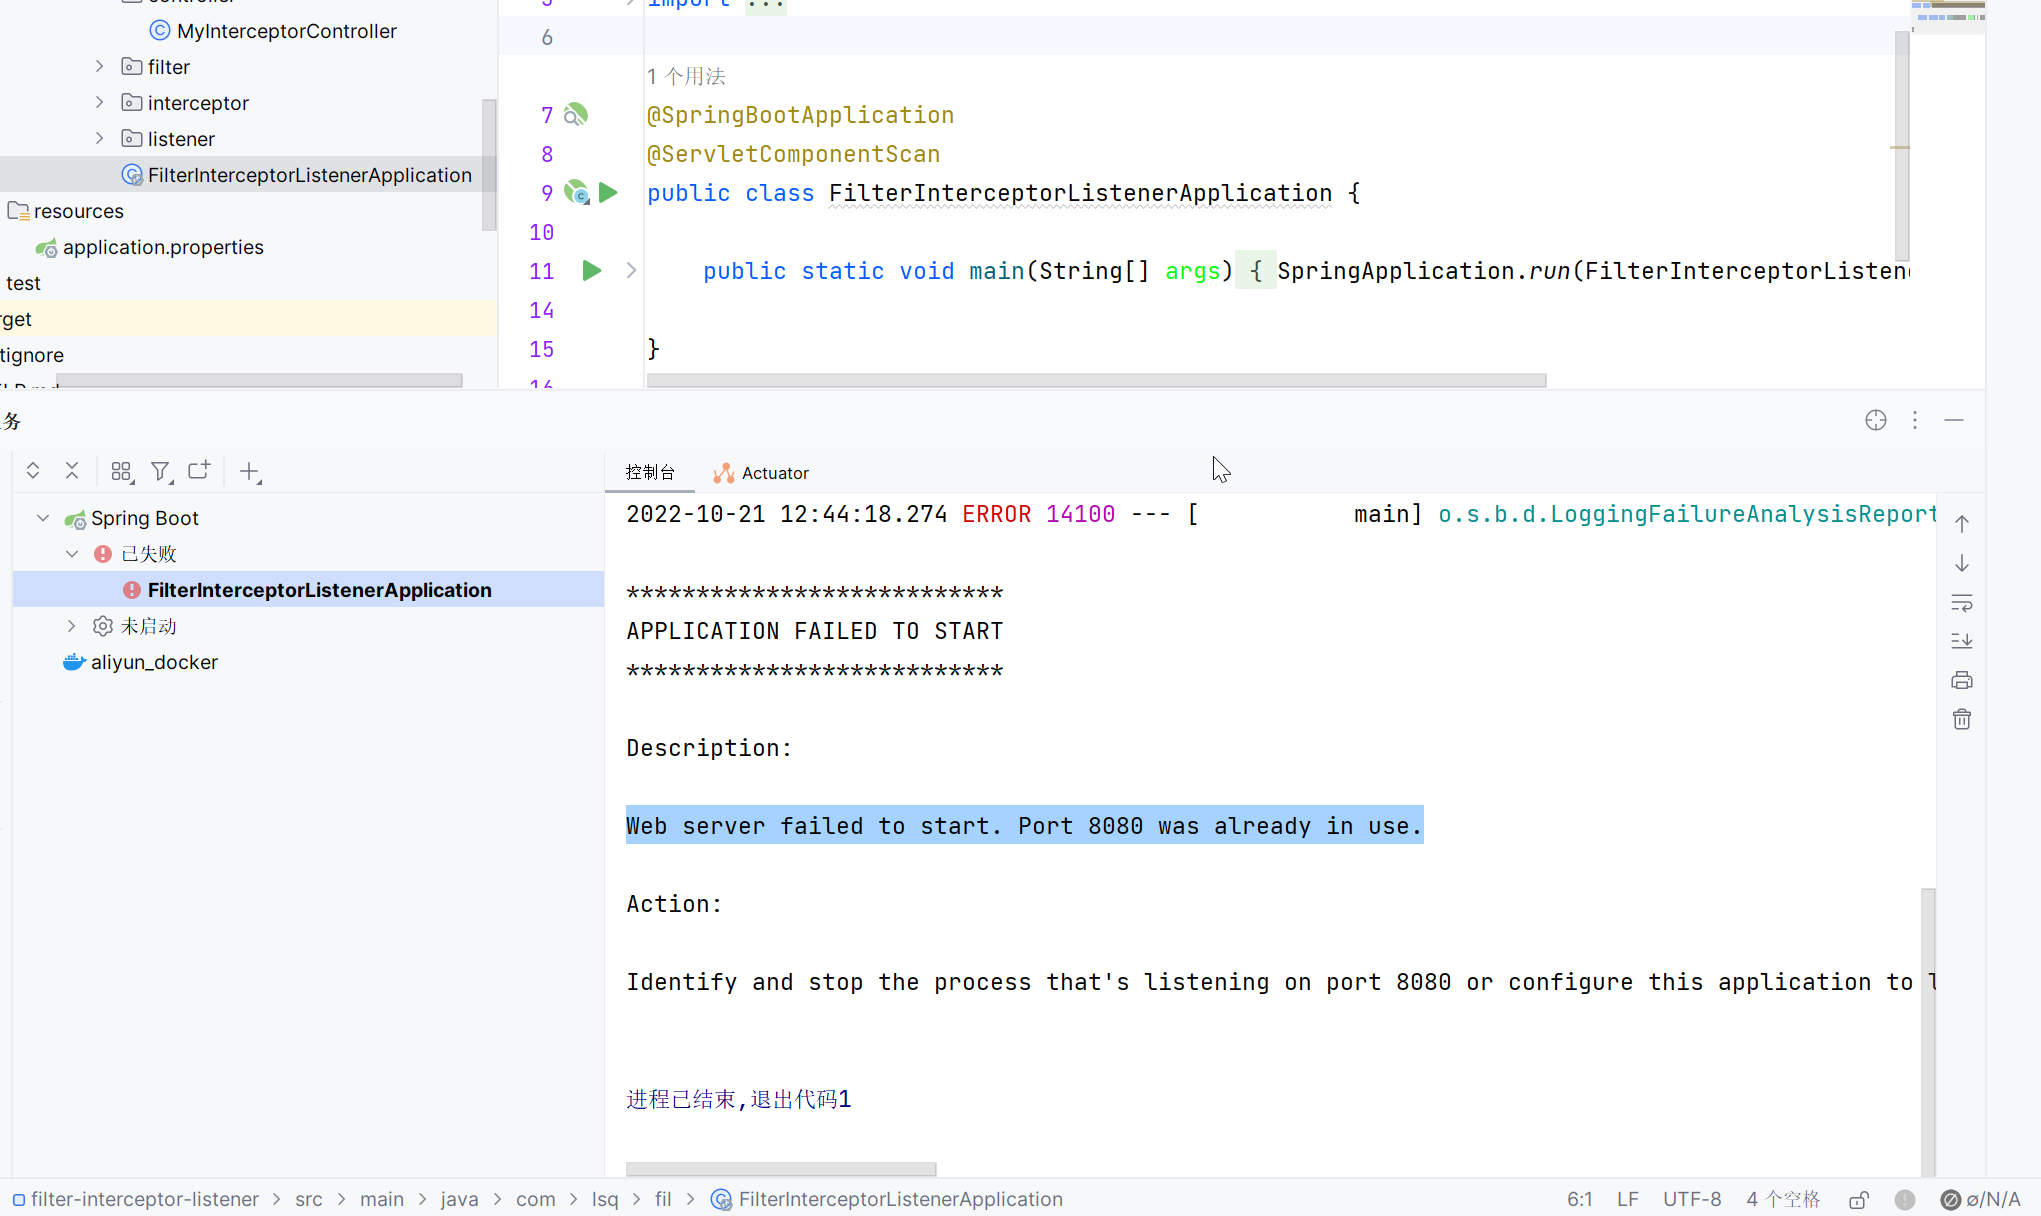 MyInterceptorController
filter
interceptor
listener
FilterInterceptorListenerApplication
resources
application.properties
test
rget
tignore
import ...
6
1 个用法
7 @SpringBootApplication
8 @ServletComponentScan
9 public class FilterInterceptorListenerApplication {
10
11 public static void main(String[] args) { SpringApplication.run(FilterInterceptorListen
14
15 }
16
务
控制台 Actuator
Spring Boot
已失败
FilterInterceptorListenerApplication
未启动
aliyun_docker
2022-10-21 12:44:18.274 ERROR 14100 --- [           main] o.s.b.d.LoggingFailureAnalysisReport
***************************
APPLICATION FAILED TO START
***************************
Description:
Web server failed to start. Port 8080 was already in use.
Action:
Identify and stop the process that's listening on port 8080 or configure this application to l
进程已结束,退出代码1
filter-interceptor-listener > src > main > java > com > lsq > fil > FilterInterceptorListenerApplication
6:1 LF UTF-8 4 个空格 ø/N/A